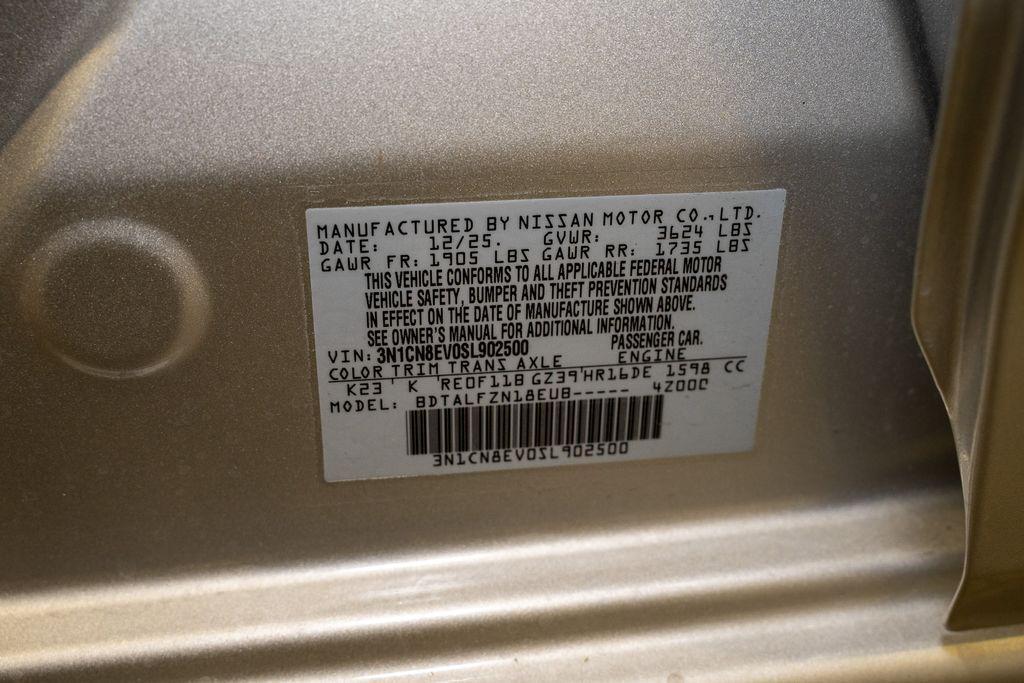 MANUFACTURED BY NISSAN MOTOR CO., LTD.
DATE: 12/25. GVWR: 3624 LBS
GAWR FR: 1905 LBS GAWR RR: 1735 LBS
THIS VEHICLE CONFORMS TO ALL APPLICABLE FEDERAL MOTOR
VEHICLE SAFETY, BUMPER AND THEFT PREVENTION STANDARDS
IN EFFECT ON THE DATE OF MANUFACTURE SHOWN ABOVE.
SEE OWNER'S MANUAL FOR ADDITIONAL INFORMATION.
VIN: 3N1CN8EV0SL902500 PASSENGER CAR.
COLOR TRIM TRANS AXLE ENGINE
K23 K RE0F11B GZ39 HR16DE 1598 CC
MODEL: BDTALFZN18EUB----- 4Z00C
3N1CN8EV0SL902500